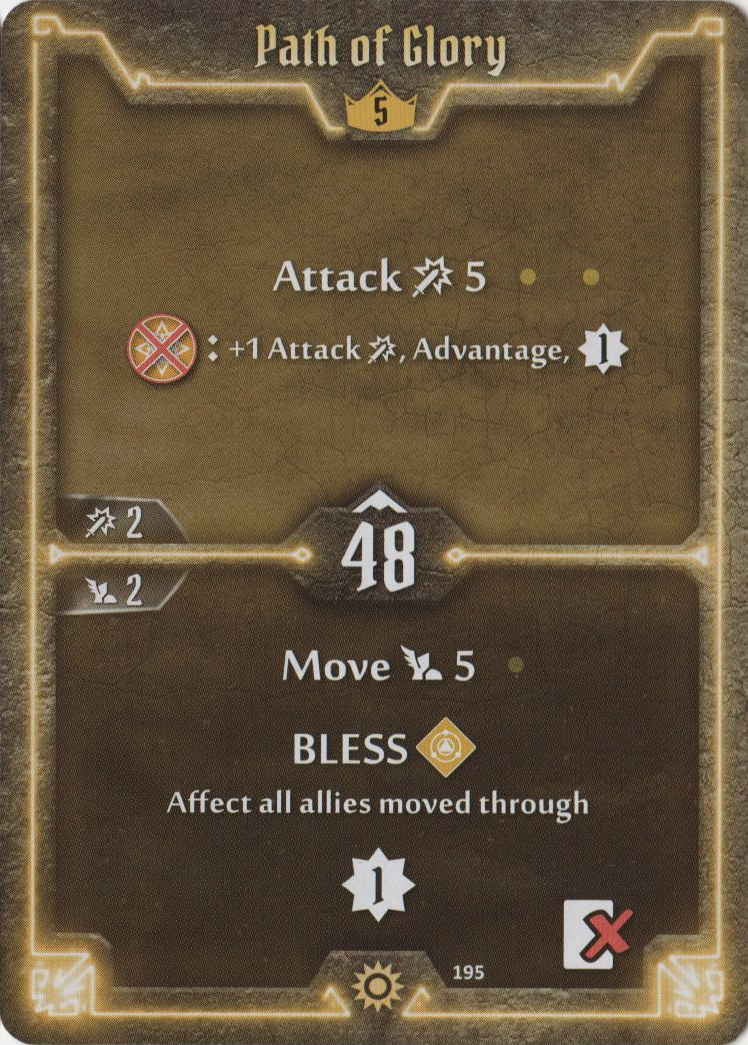 Path of Glory
5
Attack 5
: +1 Attack , Advantage, 1
2
48
2
Move 5
BLESS
Affect all allies moved through
1
195